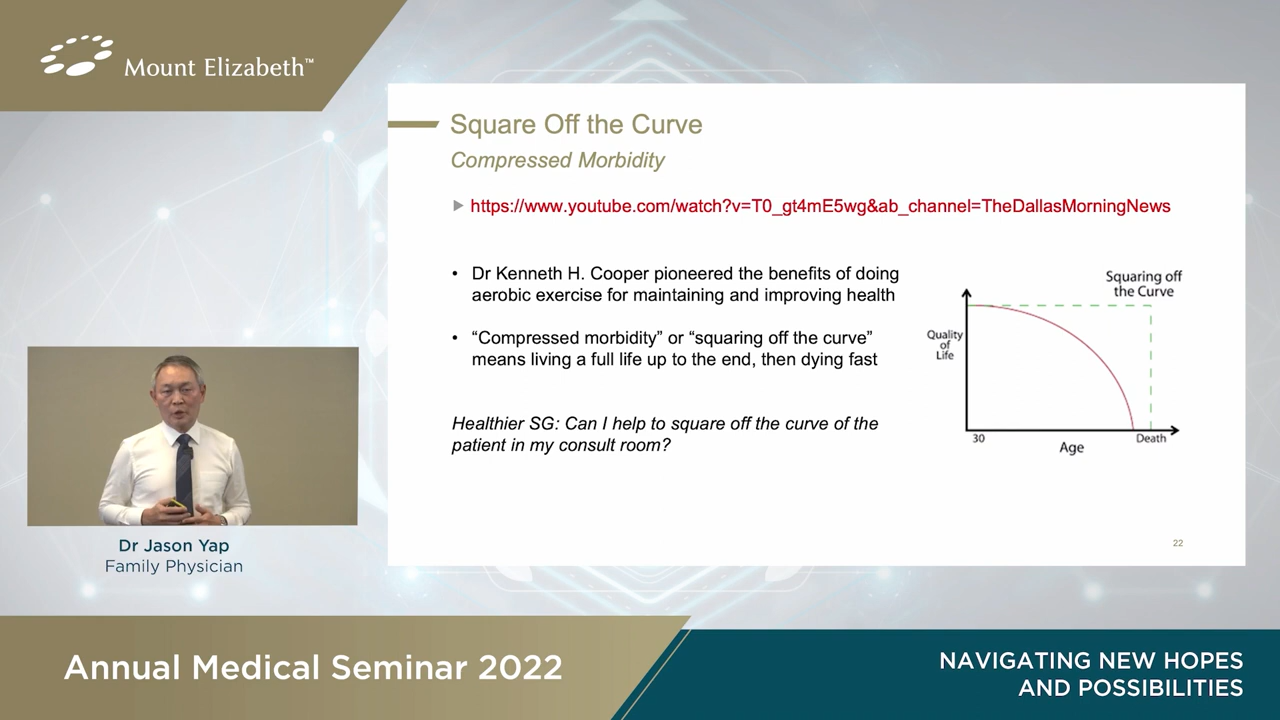 Mount Elizabeth™
Square Off the Curve
Compressed Morbidity
https://www.youtube.com/watch?v=T0_gt4mE5wg&ab_channel=TheDallasMorningNews
• Dr Kenneth H. Cooper pioneered the benefits of doing
aerobic exercise for maintaining and improving health
• “Compressed morbidity” or “squaring off the curve”
means living a full life up to the end, then dying fast
Healthier SG: Can I help to square off the curve of the
patient in my consult room?
Squaring off
the Curve
Quality
of
Life
30
Death
Age
22
Dr Jason Yap
Family Physician
Annual Medical Seminar 2022
NAVIGATING NEW HOPES
AND POSSIBILITIES